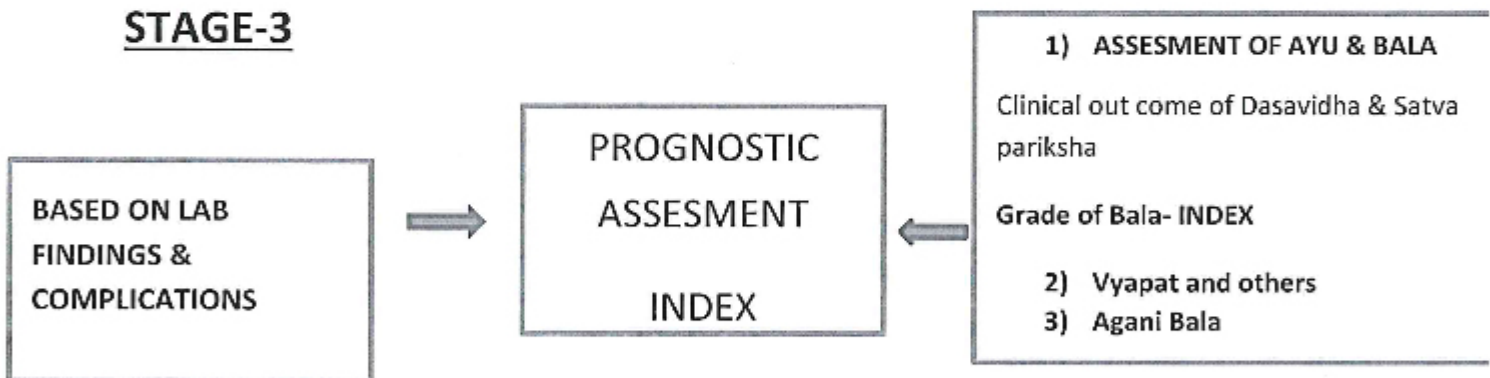 STAGE-3
BASED ON LAB
FINDINGS &
COMPLICATIONS
PROGNOSTIC
ASSESMENT
INDEX
1) ASSESMENT OF AYU & BALA
Clinical out come of Dasavidha & Satva
pariksha
Grade of Bala- INDEX
2) Vyapat and others
3) Agani Bala